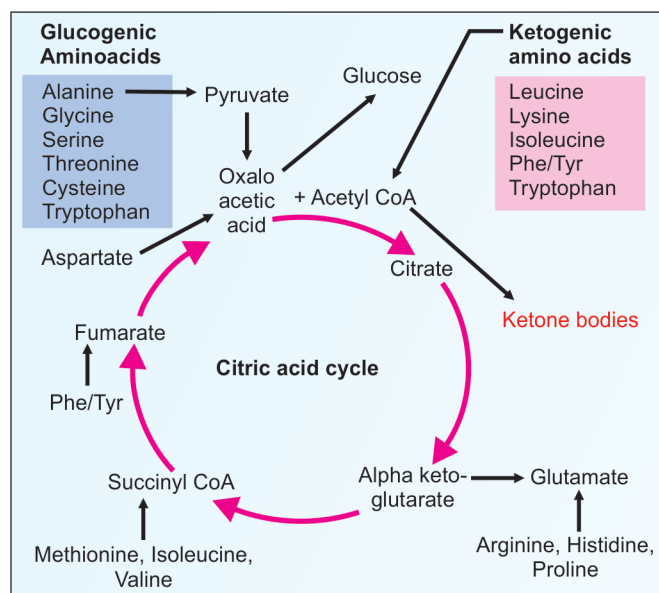 Glucogenic
Aminoacids
Alanine
Glycine
Serine
Threonine
Cysteine
Tryptophan
Pyruvate
Glucose
Ketogenic
amino acids
Leucine
Lysine
Isoleucine
Phe/Tyr
Tryptophan
Oxalo
acetic
acid
+ Acetyl CoA
Aspartate
Citrate
Ketone bodies
Fumarate
Citric acid cycle
Phe/Tyr
Succinyl CoA
Alpha keto-
glutarate
Glutamate
Methionine, Isoleucine,
Valine
Arginine, Histidine,
Proline